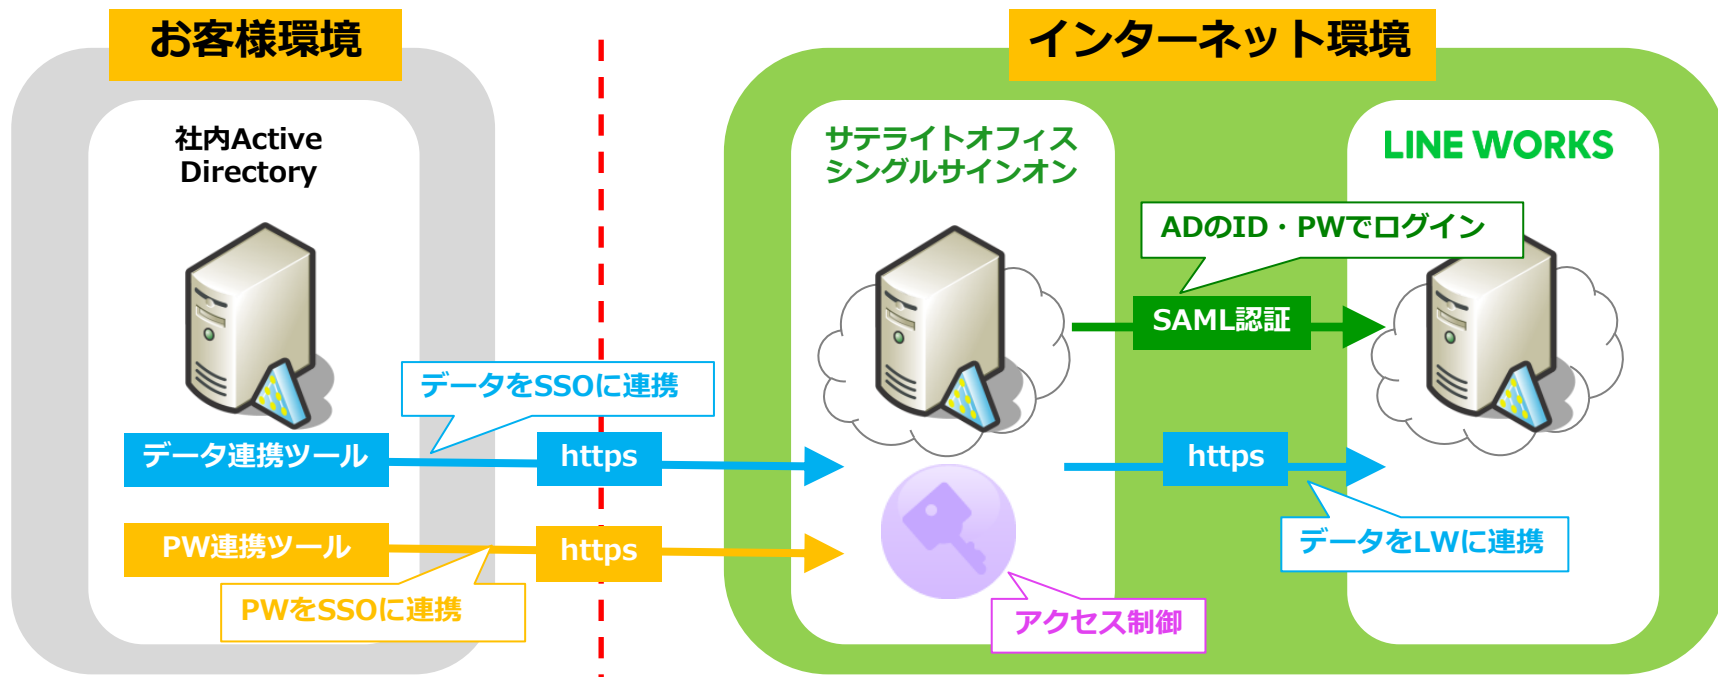 お客様環境
インターネット環境
社内Active
Directory
サテライトオフィス
シングルサインオン
LINE WORKS
ADのID・PWでログイン
SAML認証
データをSSOに連携
データ連携ツール
https
https
PW連携ツール
https
データをLWに連携
PWをSSOに連携
アクセス制御